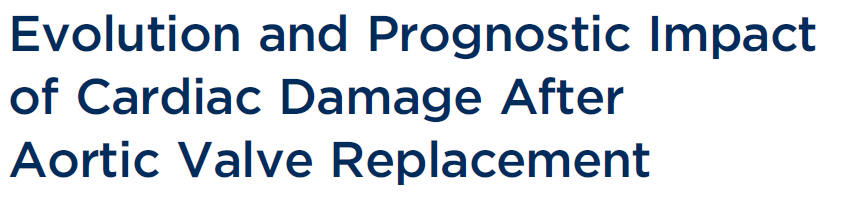 Evolution and Prognostic Impact
of Cardiac Damage After
Aortic Valve Replacement